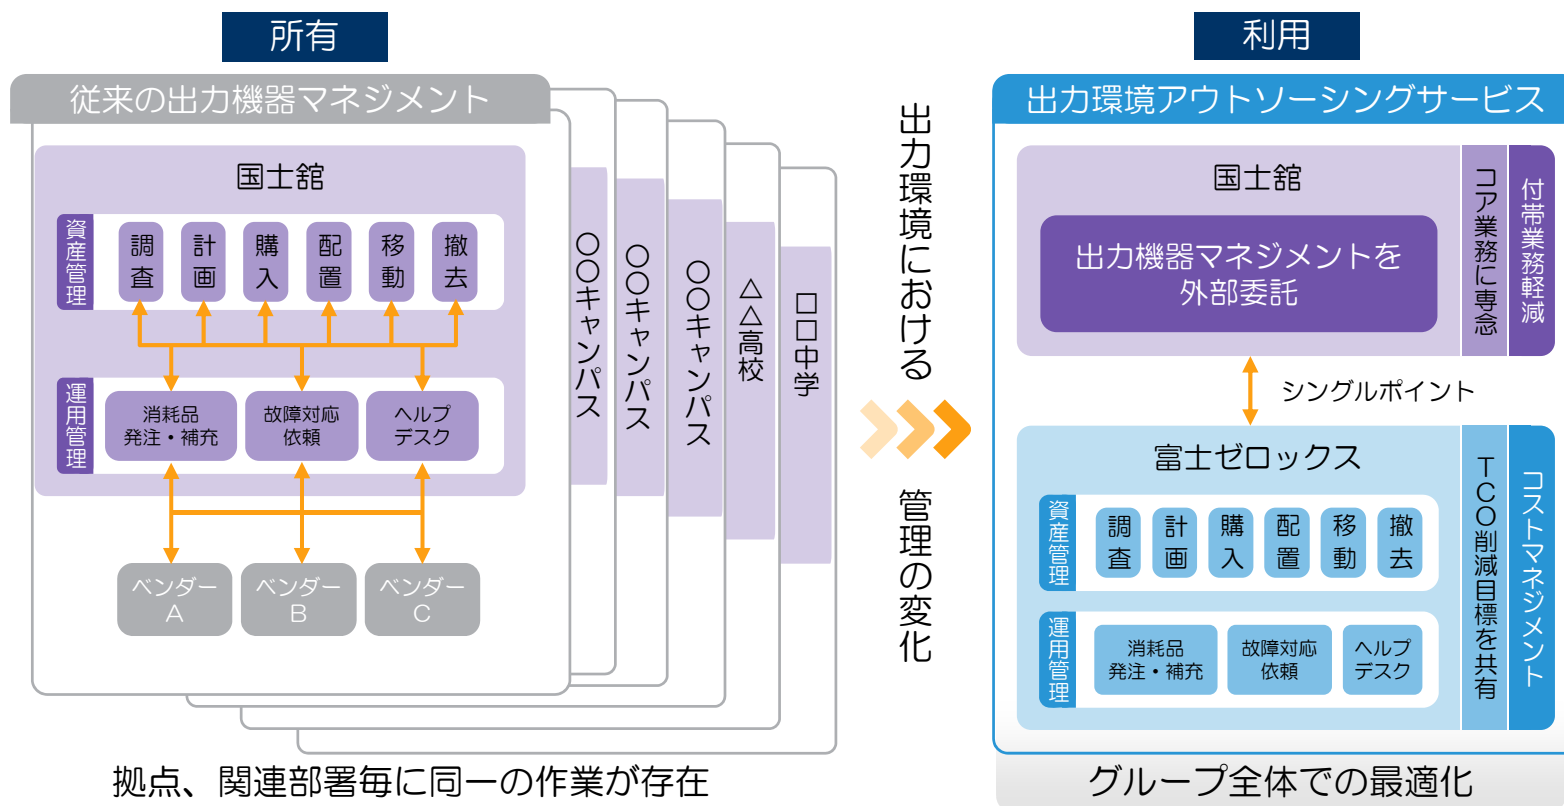 所有
従来の出力機器マネジメント
国士舘
資産管理
調査
計画
購入
配置
移動
撤去
運用管理
消耗品
発注・補充
故障対応
依頼
ヘルプ
デスク
ベンダー
A
ベンダー
B
ベンダー
C
〇〇キャンパス
〇〇キャンパス
〇〇キャンパス
△△高校
□□中学
拠点、関連部署毎に同一の作業が存在
出力環境における
管理の変化
利用
出力環境アウトソーシングサービス
国士舘
出力機器マネジメントを
外部委託
コア業務に専念
付帯業務軽減
シングルポイント
富士ゼロックス
資産管理
調査
計画
購入
配置
移動
撤去
運用管理
消耗品
発注・補充
故障対応
依頼
ヘルプ
デスク
TCO削減目標を共有
コストマネジメント
グループ全体での最適化